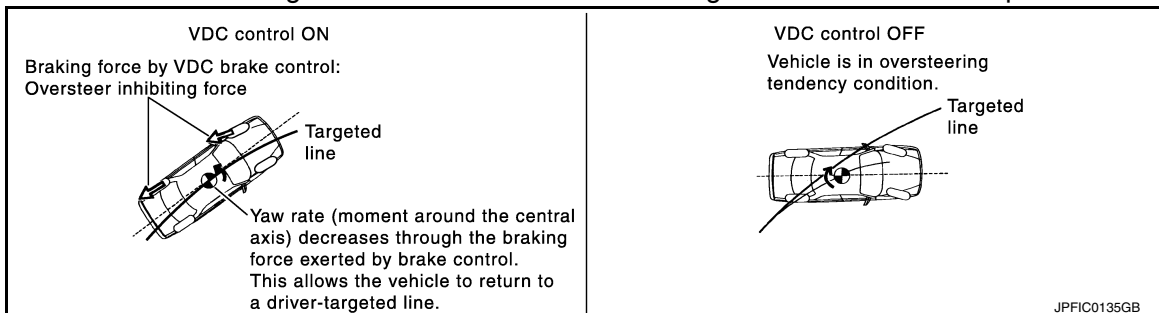 VDC control ON
Braking force by VDC brake control:
Oversteer inhibiting force
Targeted
line
Yaw rate (moment around the central
axis) decreases through the braking
force exerted by brake control.
This allows the vehicle to return to
a driver-targeted line.
VDC control OFF
Vehicle is in oversteering
tendency condition.
Targeted
line
JPFIC0135GB